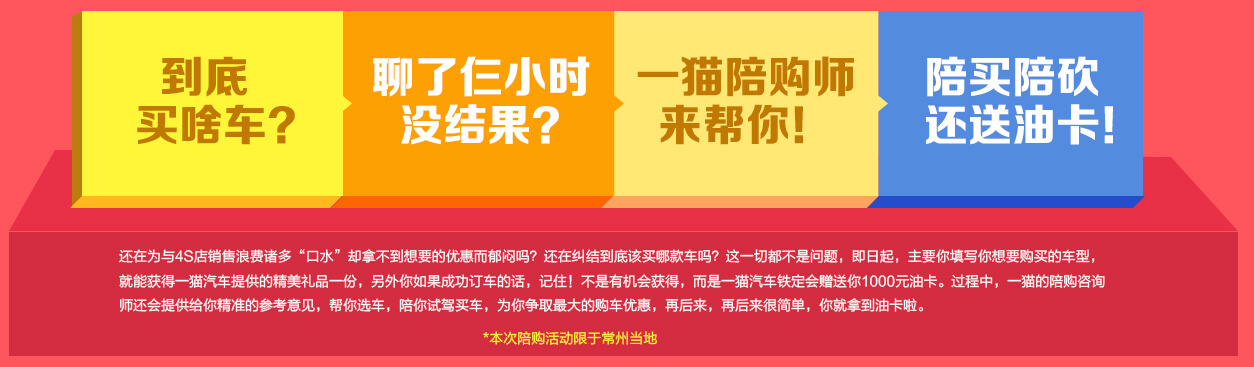 到底
买啥车?
聊了仨小时
没结果?
一猫陪购师
来帮你!
陪买陪砍
还送油卡!
还在为与4S店销售浪费诸多“口水”却拿不到想要的优惠而郁闷吗？还在纠结到底该买哪款车吗？这一切都不是问题，即日起，主要你填写你想要购买的车型，
就能获得一猫汽车提供的精美礼品一份，另外你如果成功订车的话，记住！不是有机会获得，而是一猫汽车铁定会赠送你1000元油卡。过程中，一猫的陪购咨询
师还会提供给你精准的参考意见，帮你选车，陪你试驾买车，为你争取最大的购车优惠，再后来，再后来很简单，你就拿到油卡啦。
*本次陪购活动限于常州当地